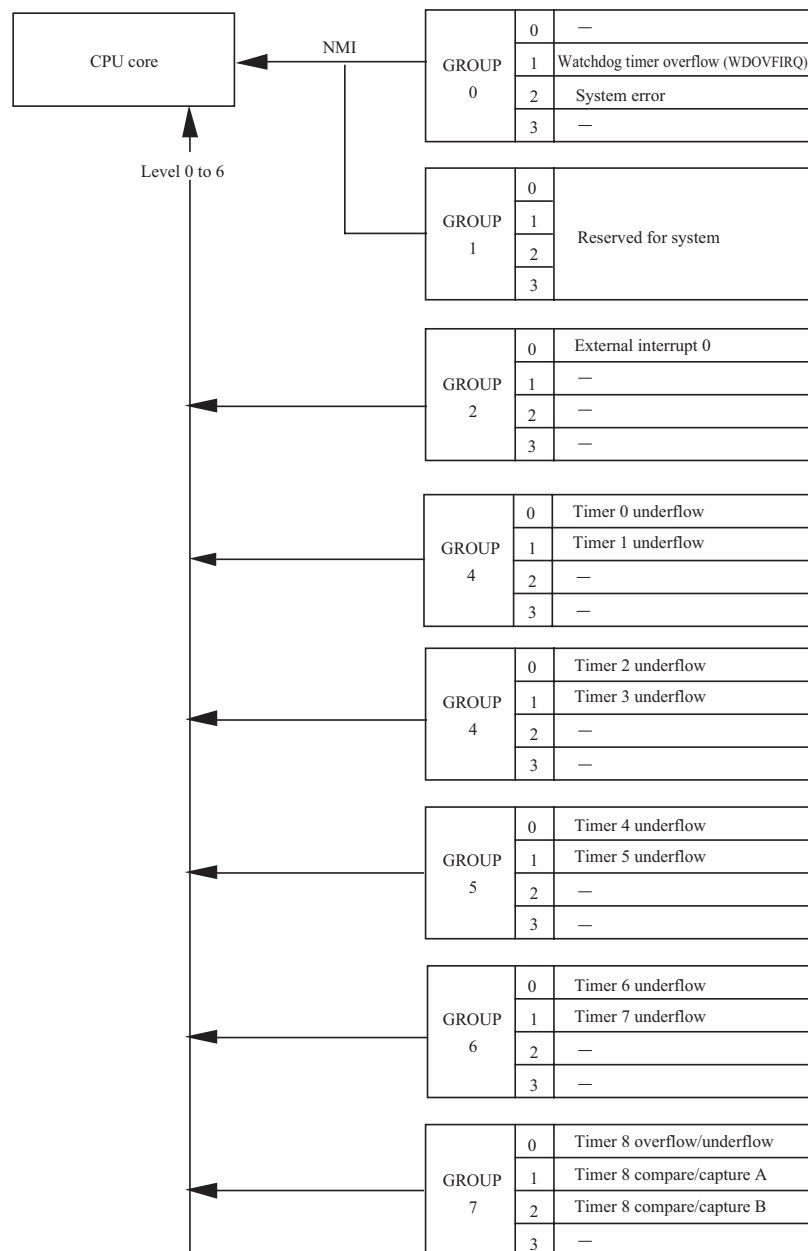 CPU core
NMI
Level 0 to 6
GROUP
0
0 —
1 Watchdog timer overflow (WDOVFIRQ)
2 System error
3 —
GROUP
1
0
1
2
3
Reserved for system
GROUP
2
0 External interrupt 0
1 —
2 —
3 —
GROUP
4
0 Timer 0 underflow
1 Timer 1 underflow
2 —
3 —
GROUP
4
0 Timer 2 underflow
1 Timer 3 underflow
2 —
3 —
GROUP
5
0 Timer 4 underflow
1 Timer 5 underflow
2 —
3 —
GROUP
6
0 Timer 6 underflow
1 Timer 7 underflow
2 —
3 —
GROUP
7
0 Timer 8 overflow/underflow
1 Timer 8 compare/capture A
2 Timer 8 compare/capture B
3 —